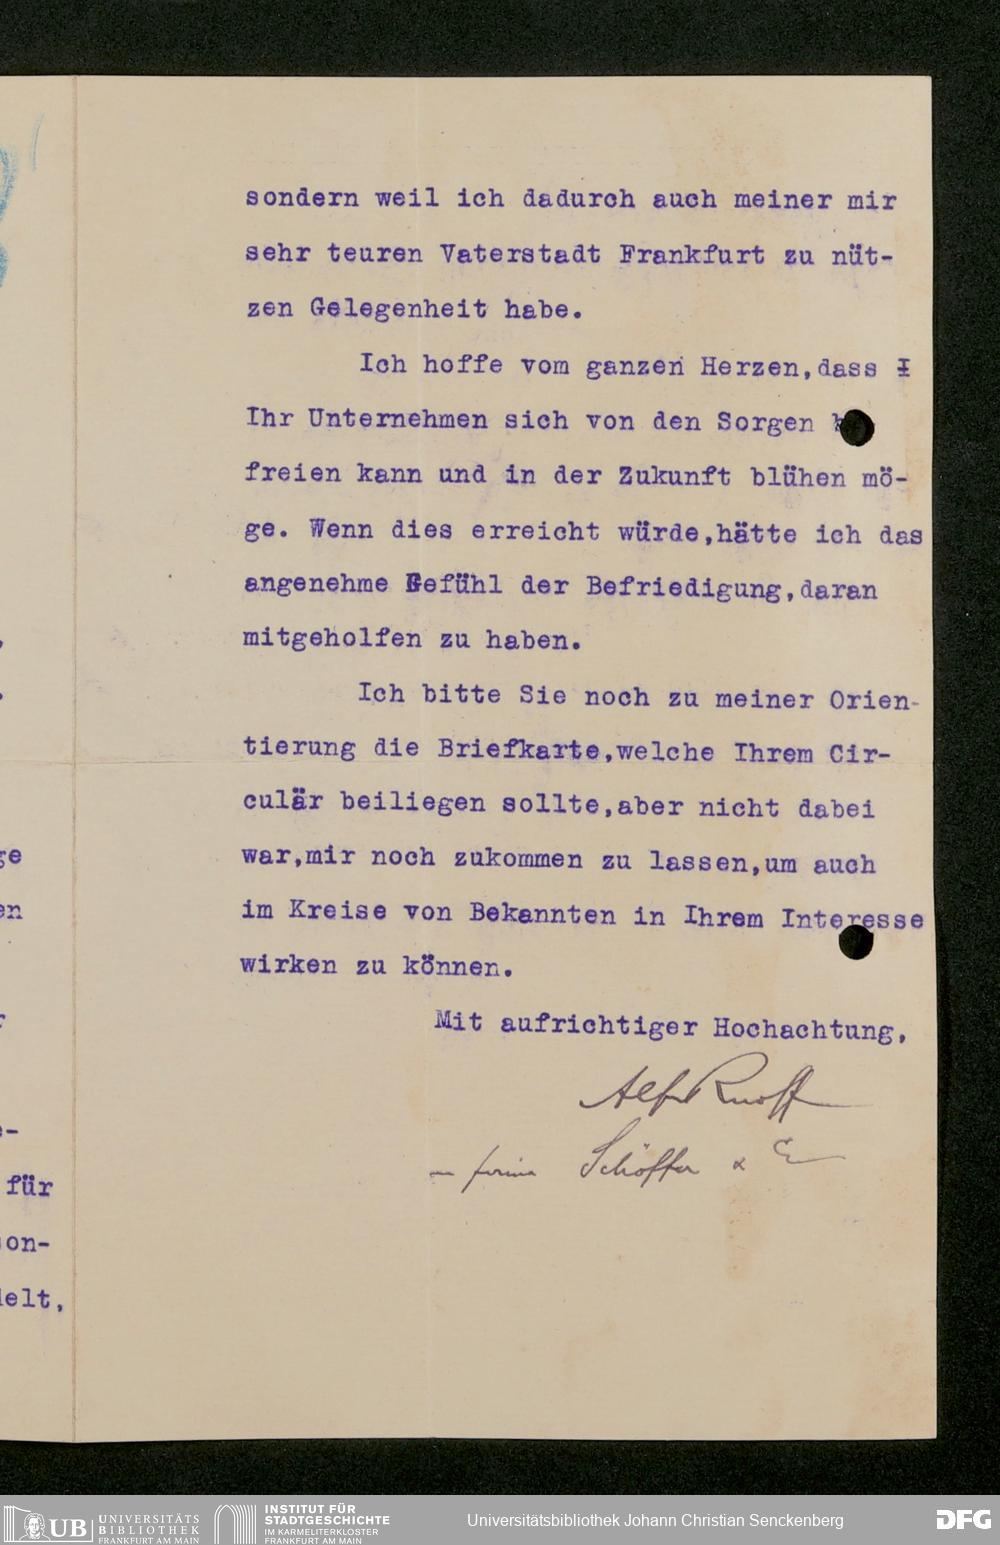 sondern weil ich dadurch auch meiner mir
sehr teuren Vaterstadt Frankfurt zu nüt-
zen Gelegenheit habe.
Ich hoffe vom ganzen Herzen,dass I
Ihr Unternehmen sich von den Sorgen
freien kann und in der Zukunft blühen mö-
ge. Wenn dies erreicht würde,hätte ich das
angenehme Gefühl der Befriedigung,daran
mitgeholfen zu haben.
Ich bitte Sie noch zu meiner Orien-
tierung die Briefkarte,welche Ihrem Cir-
culär beiliegen sollte,aber nicht dabei
war,mir noch zukommen zu lassen,um auch
im Kreise von Bekannten in Ihrem Interesse
wirken zu können.
Mit aufrichtiger Hochachtung,
firma Schöffer &
ge
en
r
e-
für
son-
delt,
UB UNIVERSITÄTS
BIBLIOTHEK
FRANKFURT AM MAIN
INSTITUT FÜR
STADTGESCHICHTE
IM KARMELITERKLOSTER
FRANKFURT AM MAIN
Universitätsbibliothek Johann Christian Senckenberg
DFG